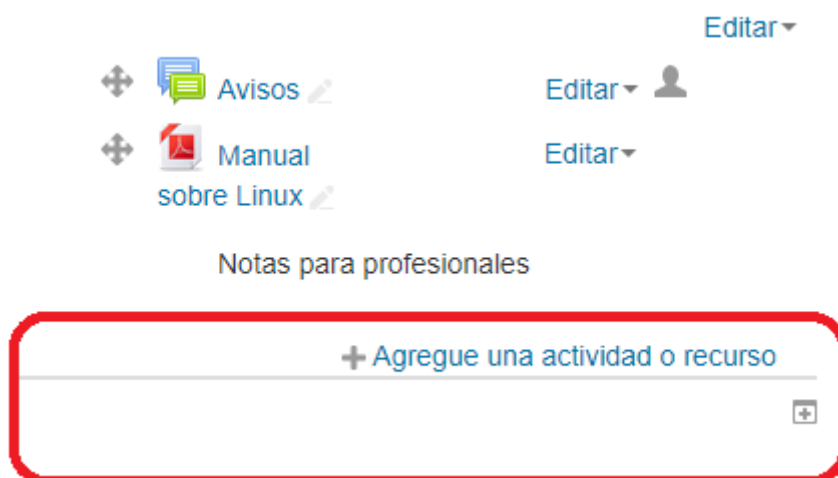 Editar
Avisos Editar
Manual Editar
sobre Linux
Notas para profesionales
Agregue una actividad o recurso